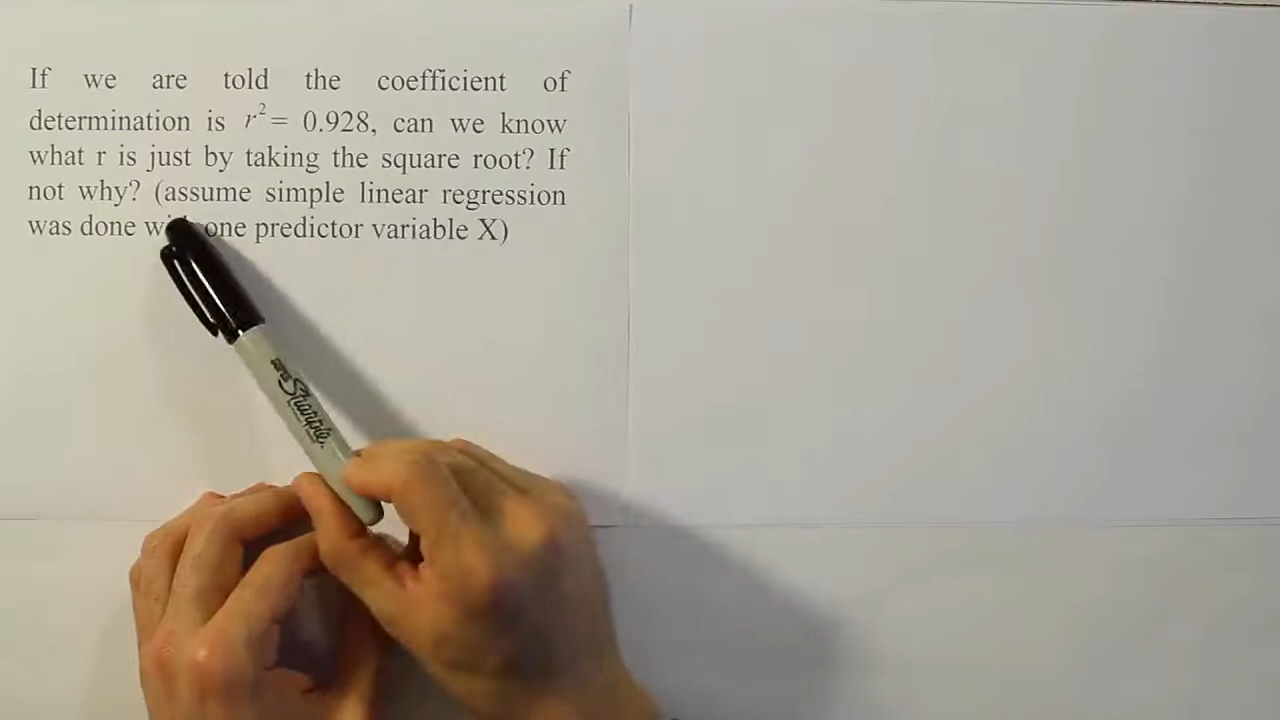 If we are told the coefficient of
determination is r²= 0.928, can we know
what r is just by taking the square root? If
not why? (assume simple linear regression
was done with one predictor variable X)
Sharpie.